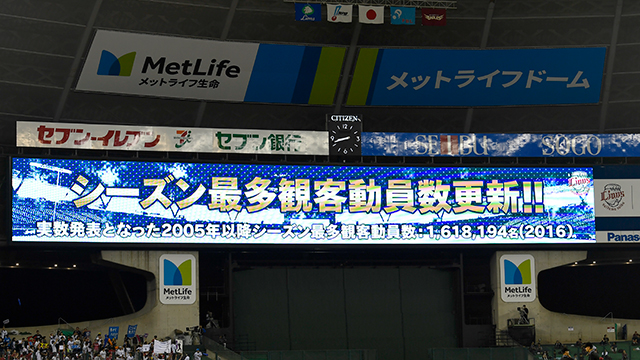 MetLife
メットライフ生命
メットライフドーム
CITIZEN
セブン-イレブン
セブン銀行
SEIBU
SOGO
シーズン最多観客動員数更新!!
実数発表となった2005年以降シーズン最多観客動員数:1,618,194名(2016)
Lions
Lions
Panaso
MetLife
メットライフ生命
MetLife
メットライフ生命